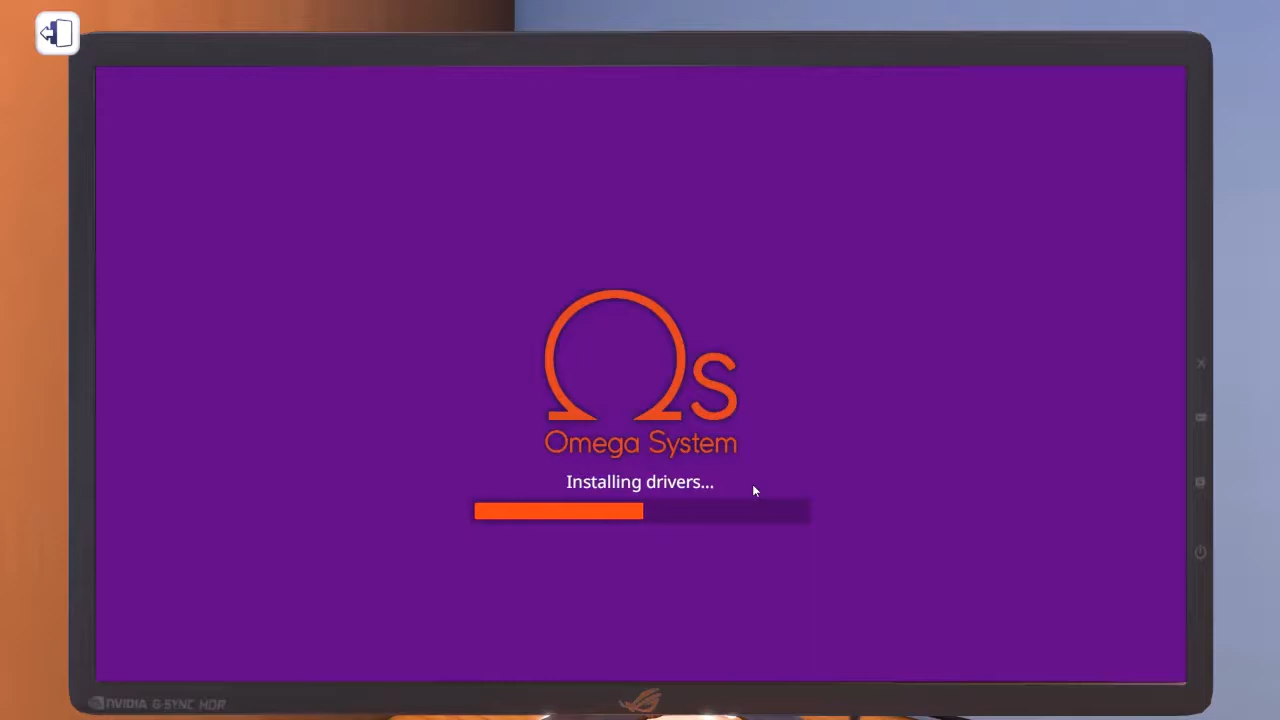 Ωs
Omega System
Installing drivers...
NVIDIA G-SYNC HDR